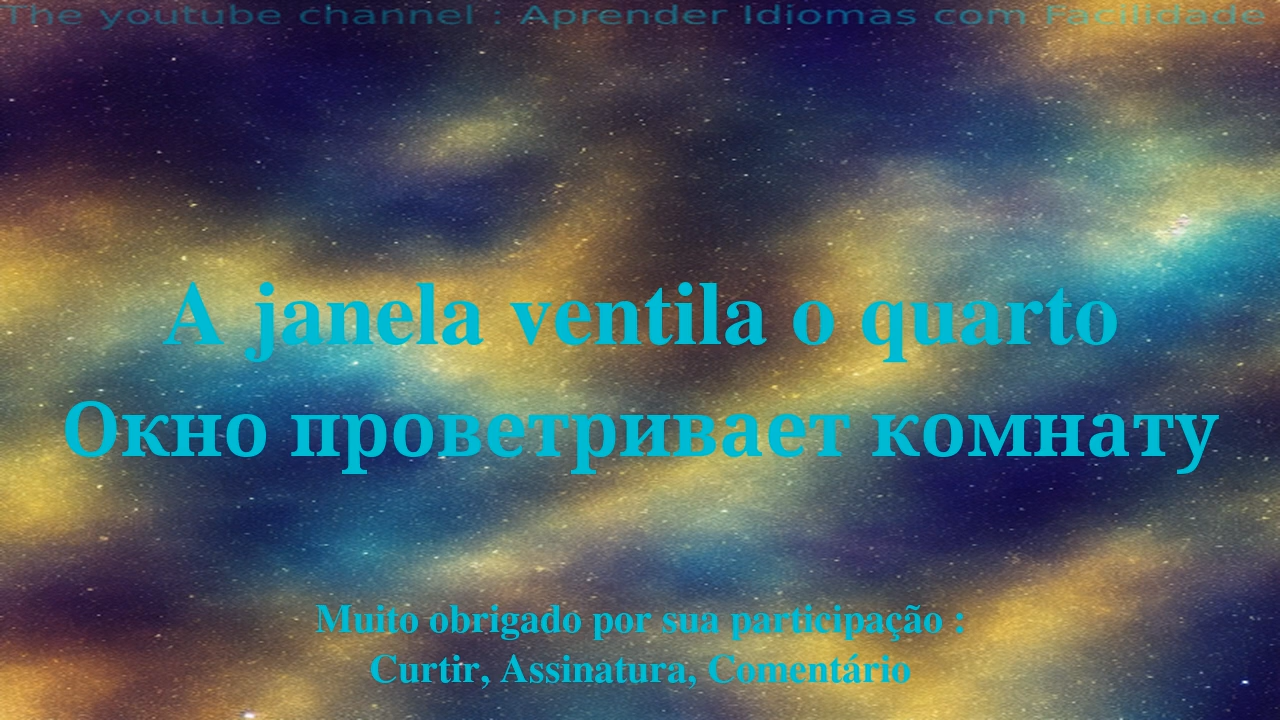 The youtube channel : Aprender Idiomas com Facilidade
A janela ventila o quarto
Окно проветривает комнату
Muito obrigado por sua participação :
Curtir, Assinatura, Comentário